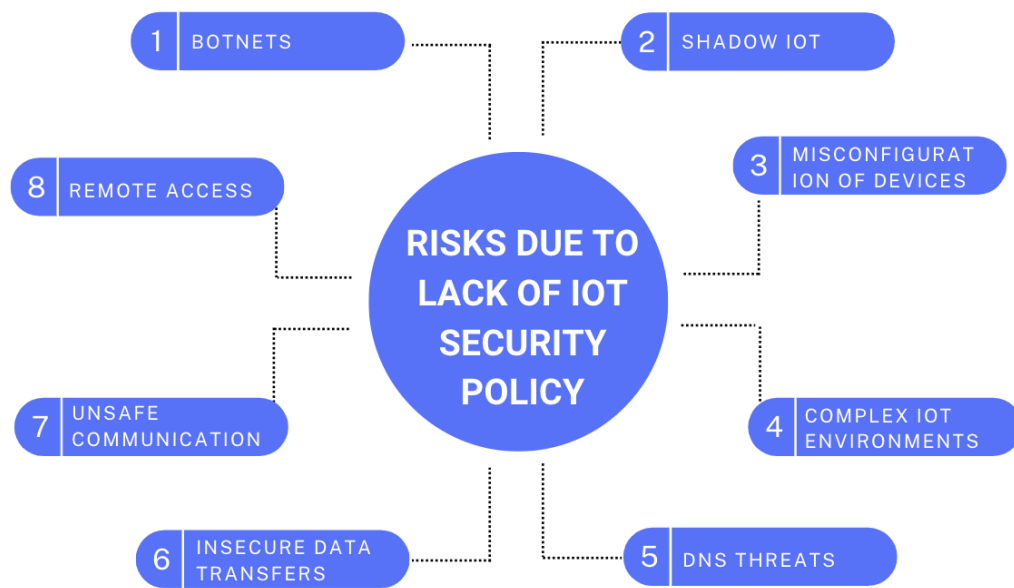 1 BOTNETS
2 SHADOW IOT
3 MISCONFIGURAT
ION OF DEVICES
4 COMPLEX IOT
ENVIRONMENTS
5 DNS THREATS
6 INSECURE DATA
TRANSFERS
7 UNSAFE
COMMUNICATION
8 REMOTE ACCESS
RISKS DUE TO
LACK OF IOT
SECURITY
POLICY